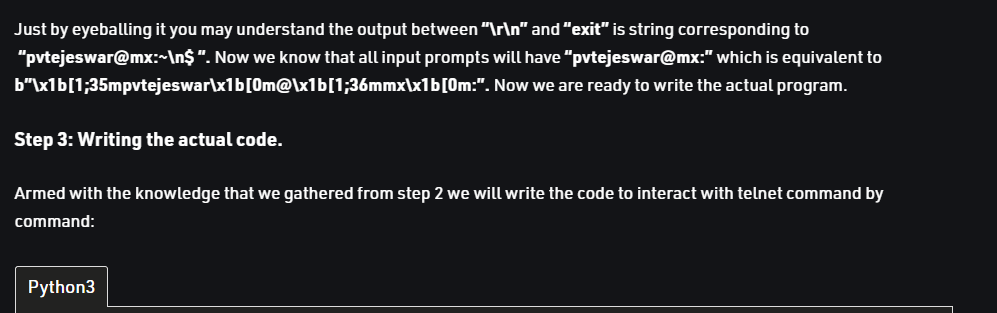 Just by eyeballing it you may understand the output between “\r\n” and “exit” is string corresponding to
“pvtejeswar@mx:~\n$ “. Now we know that all input prompts will have “pvtejeswar@mx:” which is equivalent to
b”\x1b[1;35mpvtejeswar\x1b[0m@\x1b[1;36mmx\x1b[0m:”. Now we are ready to write the actual program.
Step 3: Writing the actual code.
Armed with the knowledge that we gathered from step 2 we will write the code to interact with telnet command by
command:
Python3